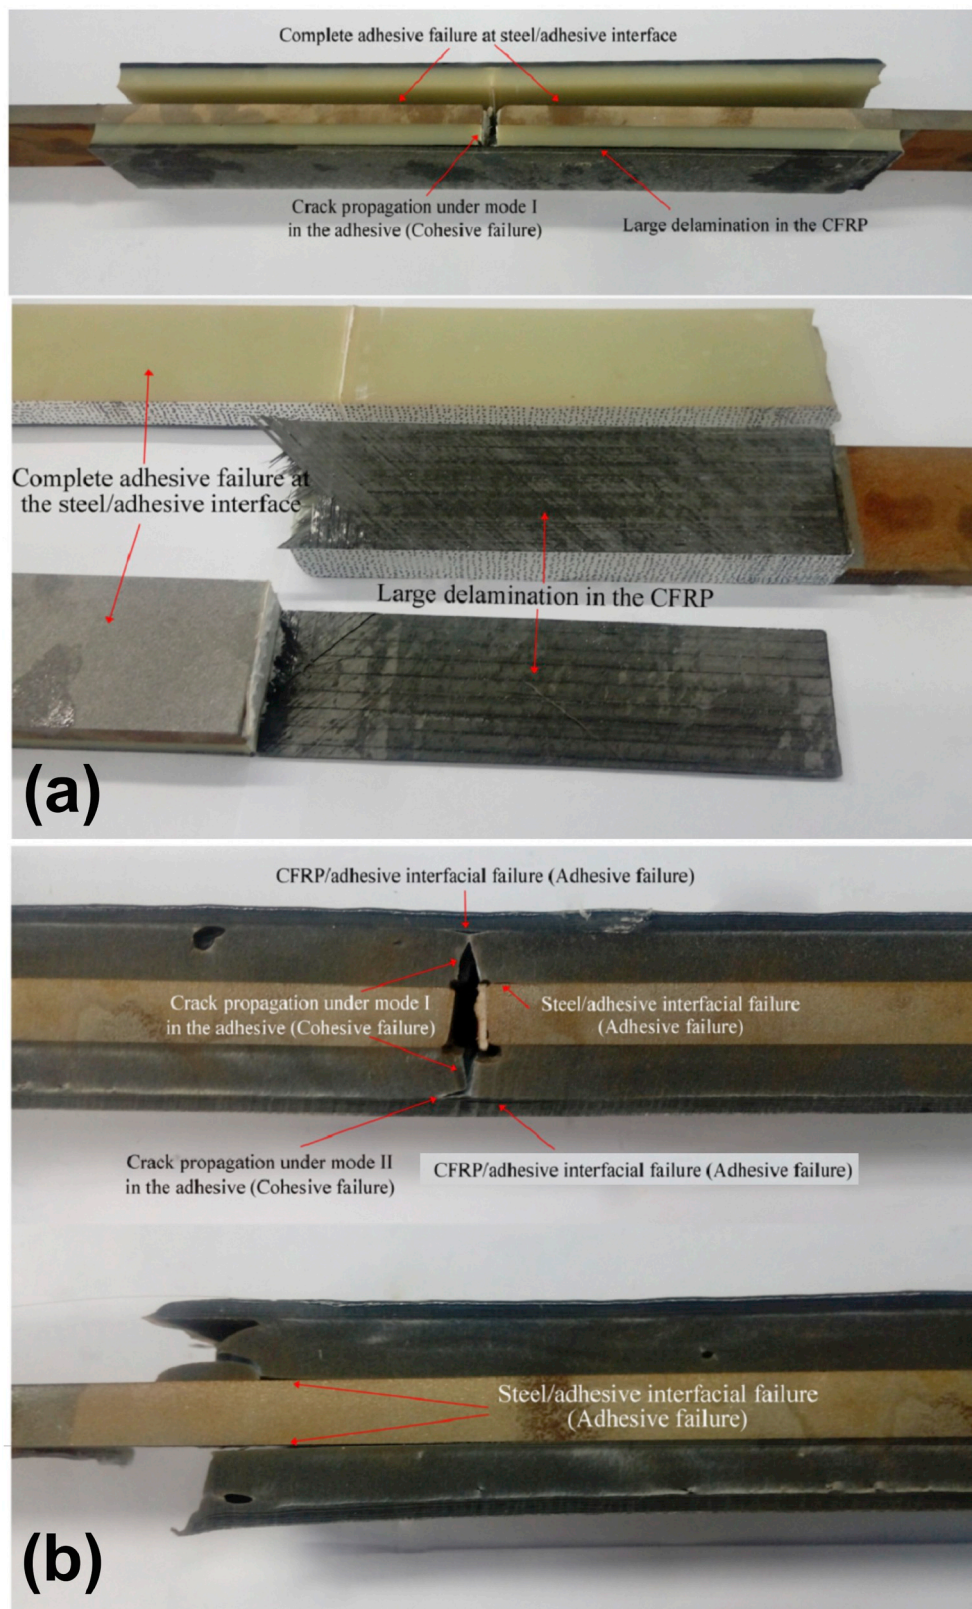 Complete adhesive failure at steel/adhesive interface
Crack propagation under mode I
in the adhesive (Cohesive failure)
Large delamination in the CFRP
Complete adhesive failure at
the steel/adhesive interface
Large delamination in the CFRP
(a)
CFRP/adhesive interfacial failure (Adhesive failure)
Crack propagation under mode I
in the adhesive (Cohesive failure)
Steel/adhesive interfacial failure
(Adhesive failure)
Crack propagation under mode II
in the adhesive (Cohesive failure)
CFRP/adhesive interfacial failure (Adhesive failure)
Steel/adhesive interfacial failure
(Adhesive failure)
(b)